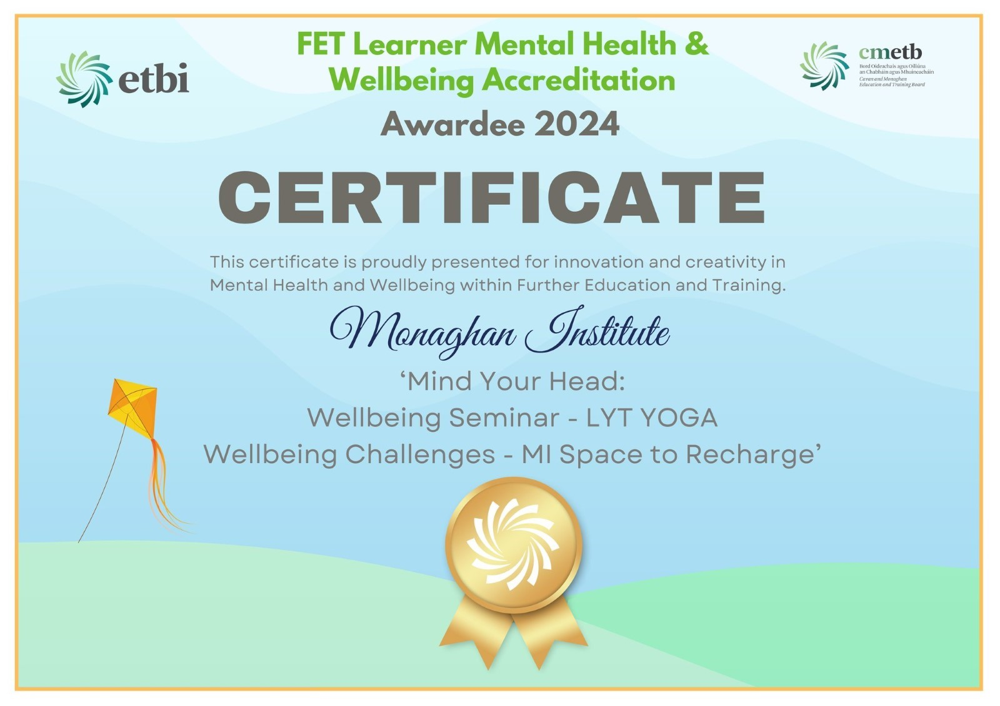 etbi
FET Learner Mental Health &
Wellbeing Accreditation
Awardee 2024
cmetb
Bord Oideachais agus Oiliúna
an Chabháin agus Mhuineacháin
Cavan and Monaghan
Education and Training Board
CERTIFICATE
This certificate is proudly presented for innovation and creativity in
Mental Health and Wellbeing within Further Education and Training.
Monaghan Institute
‘Mind Your Head:
Wellbeing Seminar - LYT YOGA
Wellbeing Challenges - MI Space to Recharge’